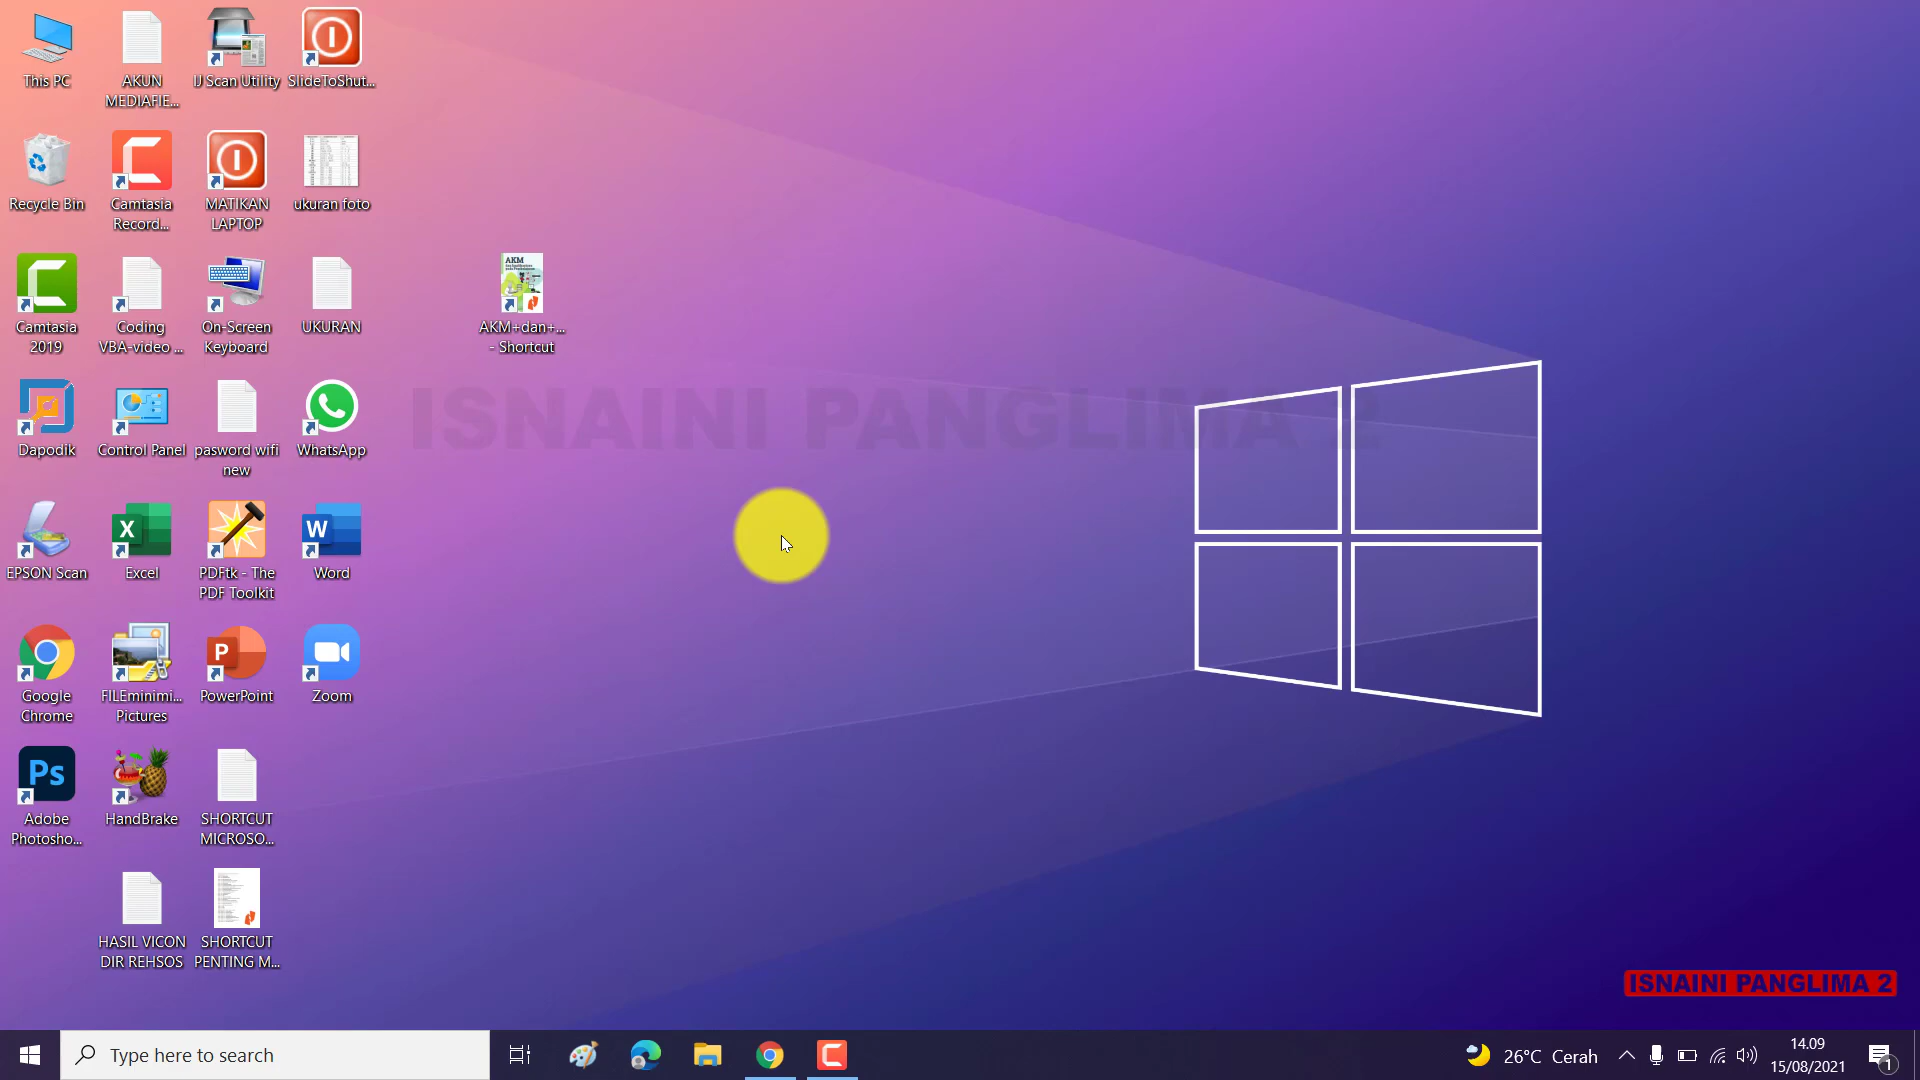 This PC
AKUN
MEDIAFIE...
IJ Scan Utility
SlideToShut...
Recycle Bin
Camtasia
Record...
MATIKAN
LAPTOP
ukuran foto
Camtasia
2019
Coding
VBA-video ...
On-Screen
Keyboard
UKURAN
AKM
AKM+dan+...
- Shortcut
Dapodik
Control Panel
pasword wifi
new
WhatsApp
ISNAINI PANGLIMA 2
EPSON Scan
Excel
PDFtk - The
PDF Toolkit
Word
Google
Chrome
FILEminimi...
Pictures
PowerPoint
Zoom
Adobe
Photosho...
HandBrake
SHORTCUT
MICROSO...
HASIL VICON
DIR REHSOS
SHORTCUT
PENTING M...
ISNAINI PANGLIMA 2
Type here to search
26°C Cerah
14.09
15/08/2021
1